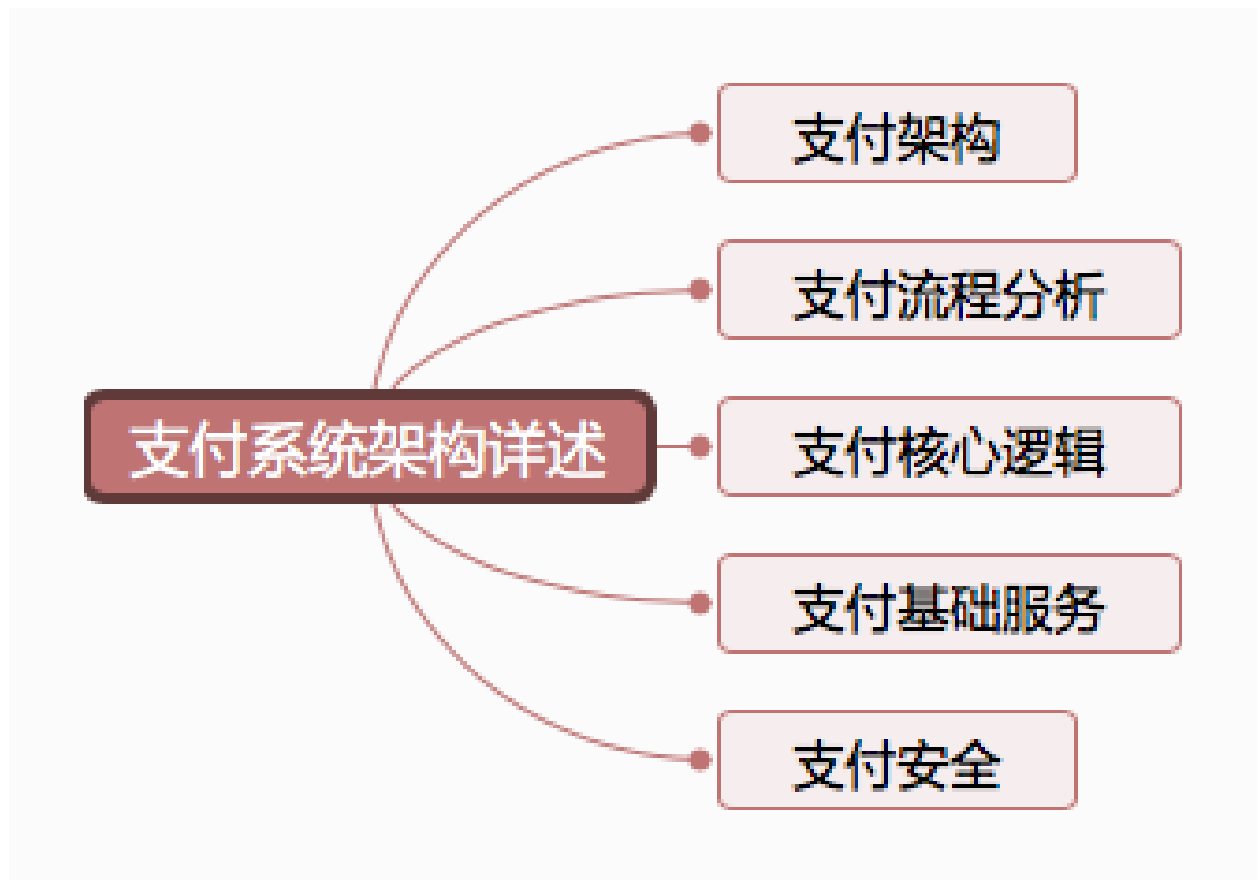 支付架构
支付流程分析
支付系统架构详述
支付核心逻辑
支付基础服务
支付安全